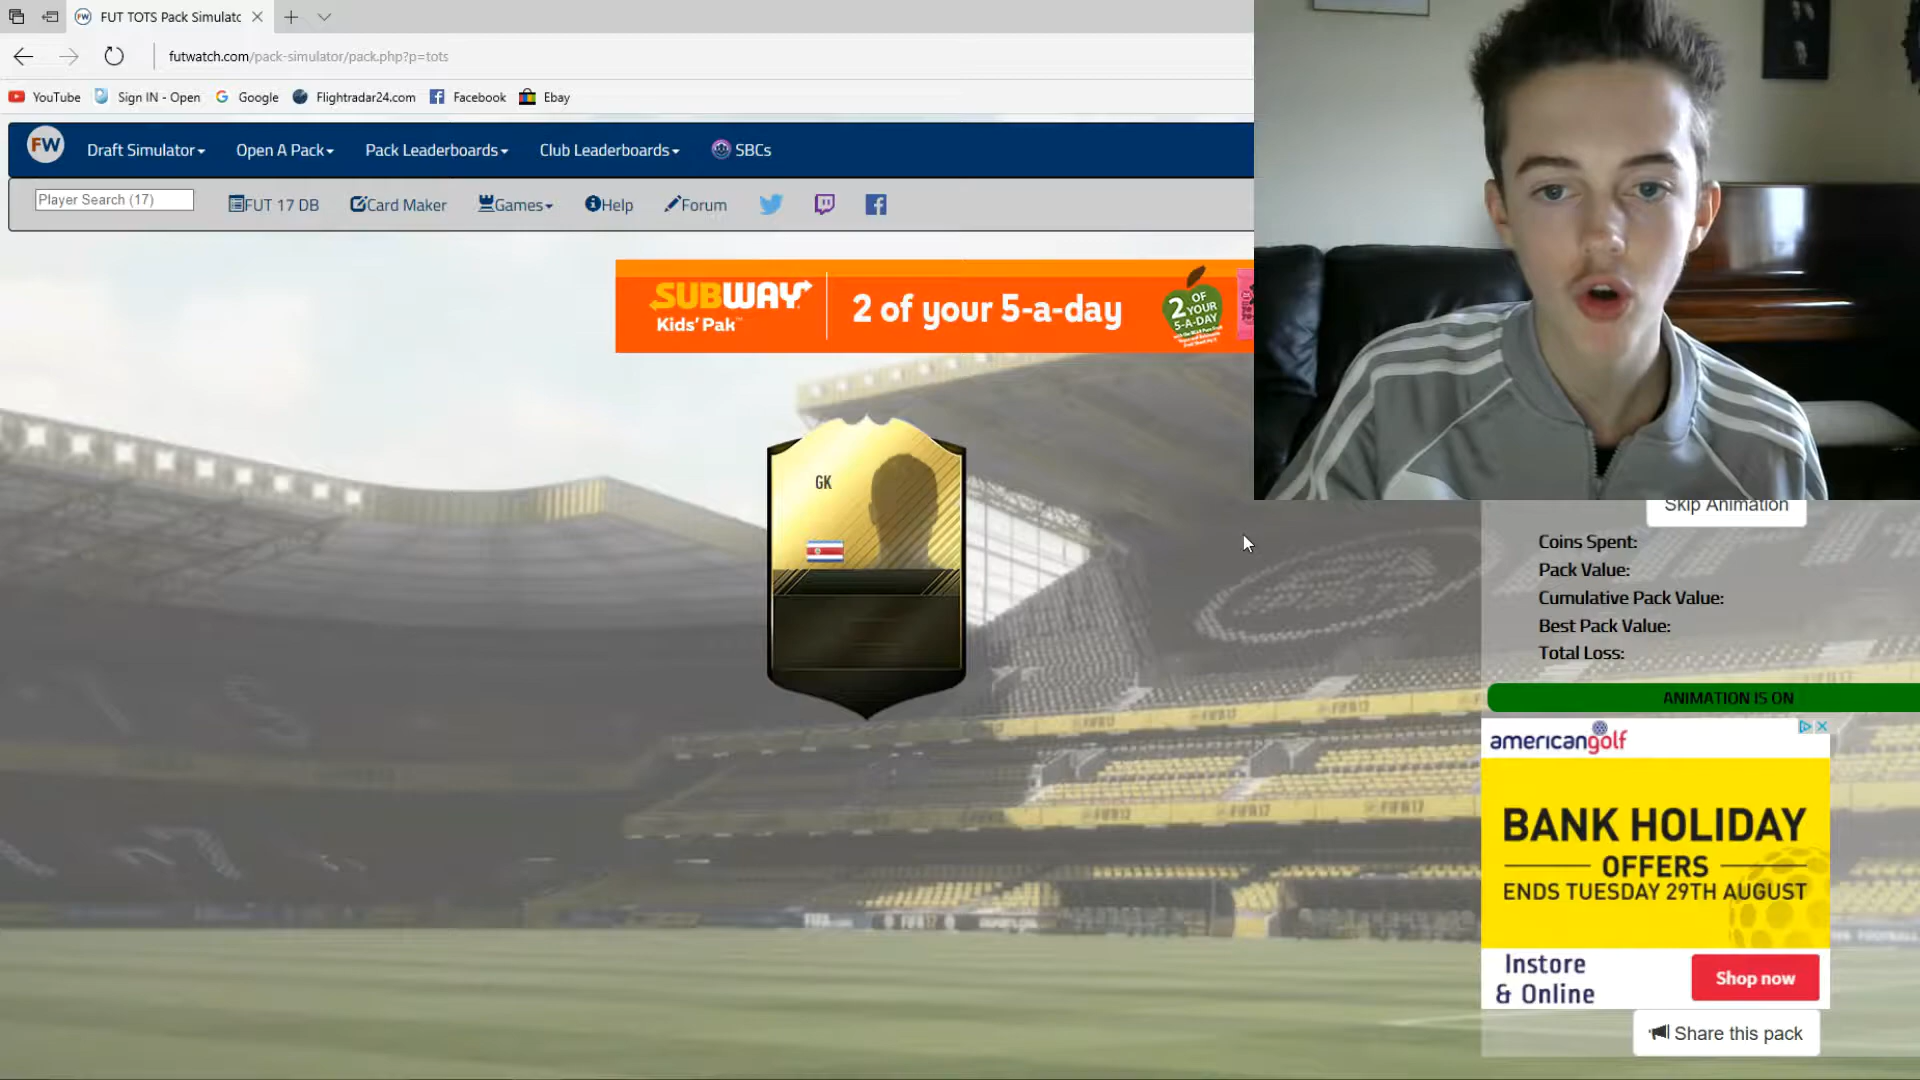 FUT TOTS Pack Simulatc
futwatch.com/pack-simulator/pack.php?p=tots
YouTube Sign IN - Open Google Flightradar24.com Facebook Ebay
FW Draft Simulator Open A Pack Pack Leaderboards Club Leaderboards SBCs
Player Search (17) FUT 17 DB Card Maker Games Help Forum
SUBWAY
Kids' Pak™
2 of your 5-a-day
2 OF YOUR 5-A-DAY
GK
Skip Animation
Coins Spent:
Pack Value:
Cumulative Pack Value:
Best Pack Value:
Total Loss:
ANIMATION IS ON
americangolf
BANK HOLIDAY
OFFERS
ENDS TUESDAY 29TH AUGUST
Instore
& Online
Shop now
Share this pack